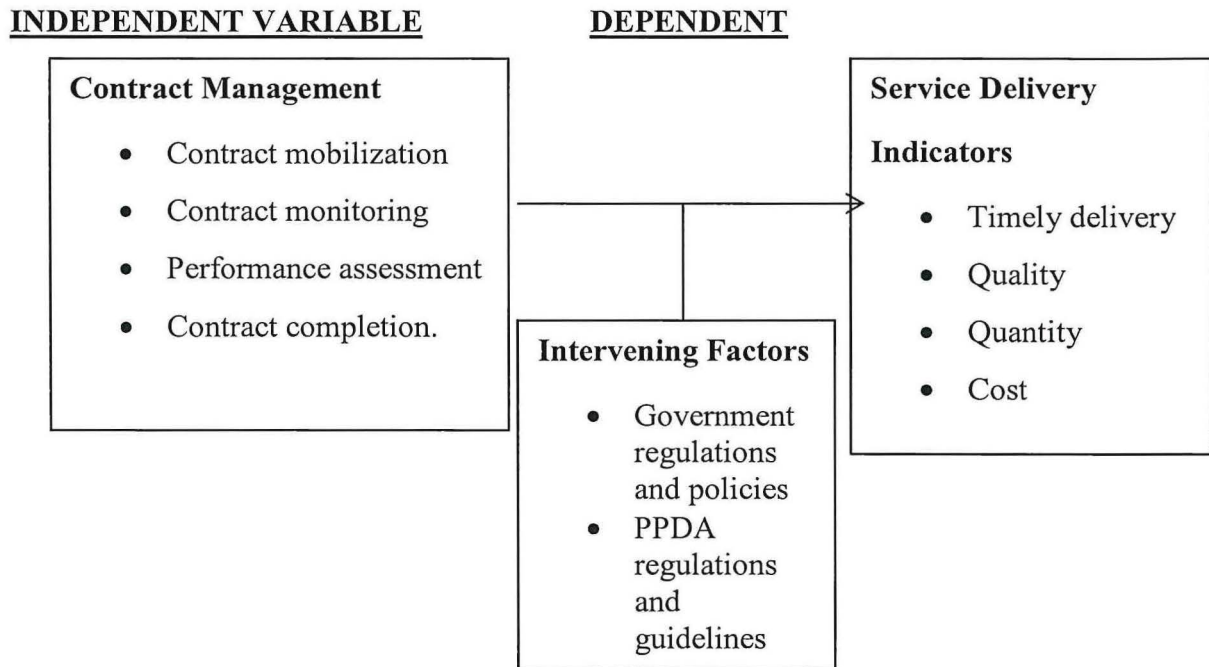 INDEPENDENT VARIABLE
DEPENDENT
Contract Management
• Contract mobilization
• Contract monitoring
• Performance assessment
• Contract completion.
Service Delivery
Indicators
• Timely delivery
• Quality
• Quantity
• Cost
Intervening Factors
• Government
regulations
and policies
• PPDA
regulations
and
guidelines